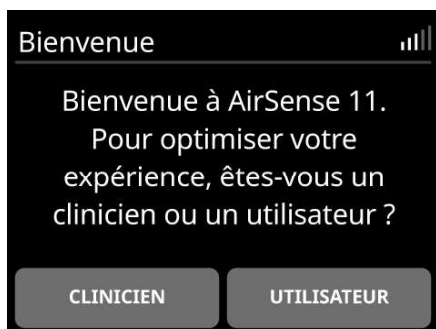 Bienvenue
Bienvenue à AirSense 11.
Pour optimiser votre
expérience, êtes-vous un
clinicien ou un utilisateur ?
CLINICIEN
UTILISATEUR